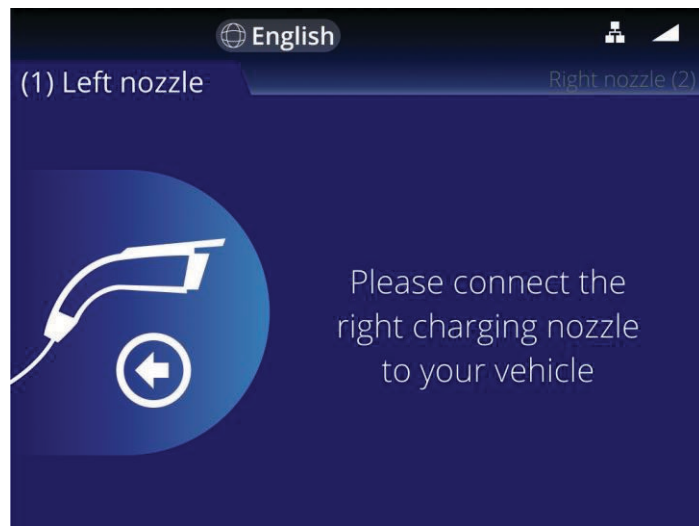 English
(1) Left nozzle
Right nozzle (2)
Please connect the
right charging nozzle
to your vehicle